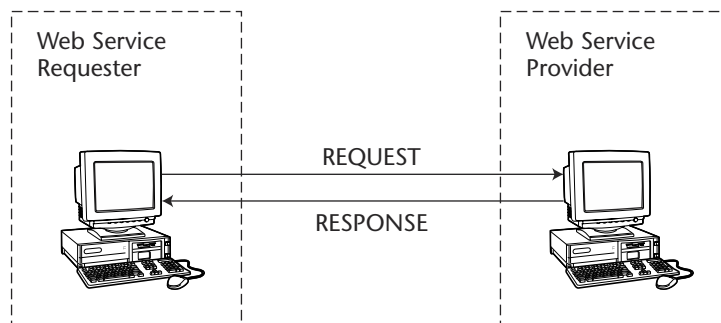 Web Service
Requester
Web Service
Provider
REQUEST
RESPONSE